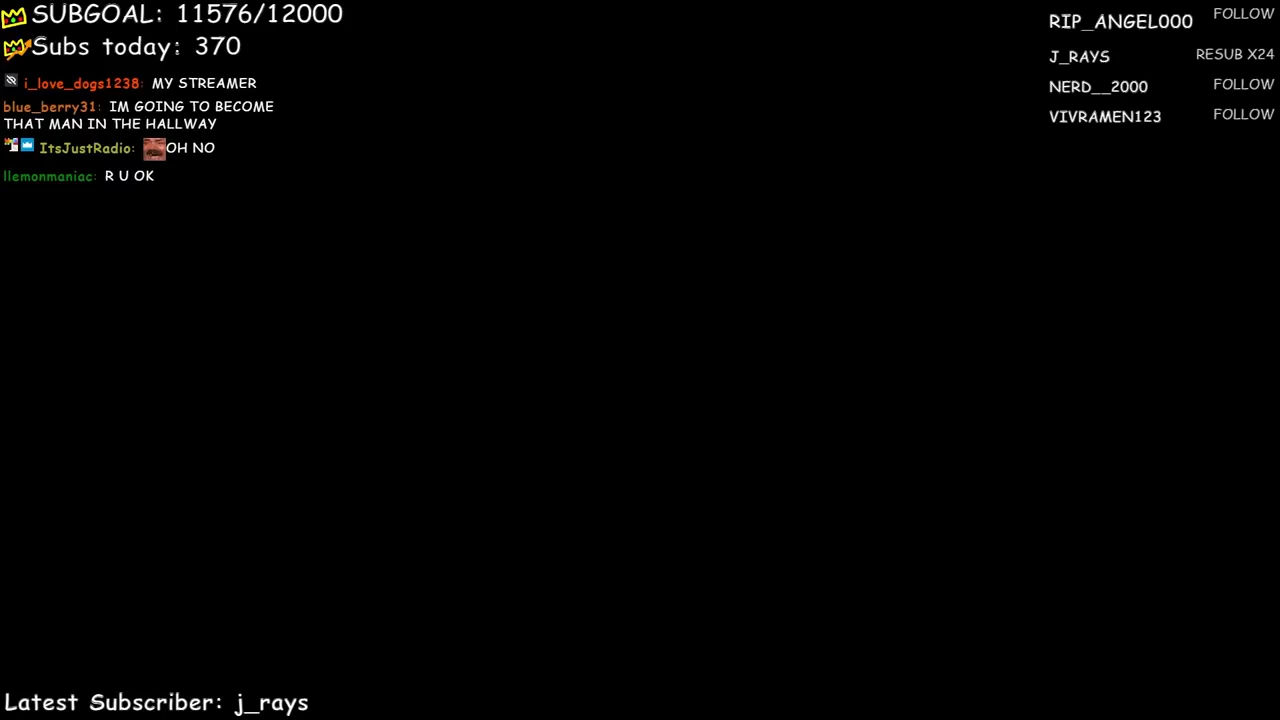 SUBGOAL: 11576/12000
Subs today: 370
i_love_dogs1238: MY STREAMER
blue_berry31: IM GOING TO BECOME
THAT MAN IN THE HALLWAY
ItsJustRadio: OH NO
llemonmaniac: R U OK
RIP_ANGEL000 FOLLOW
J_RAYS RESUB X24
NERD__2000 FOLLOW
VIVRAMEN123 FOLLOW
Latest Subscriber: j_rays